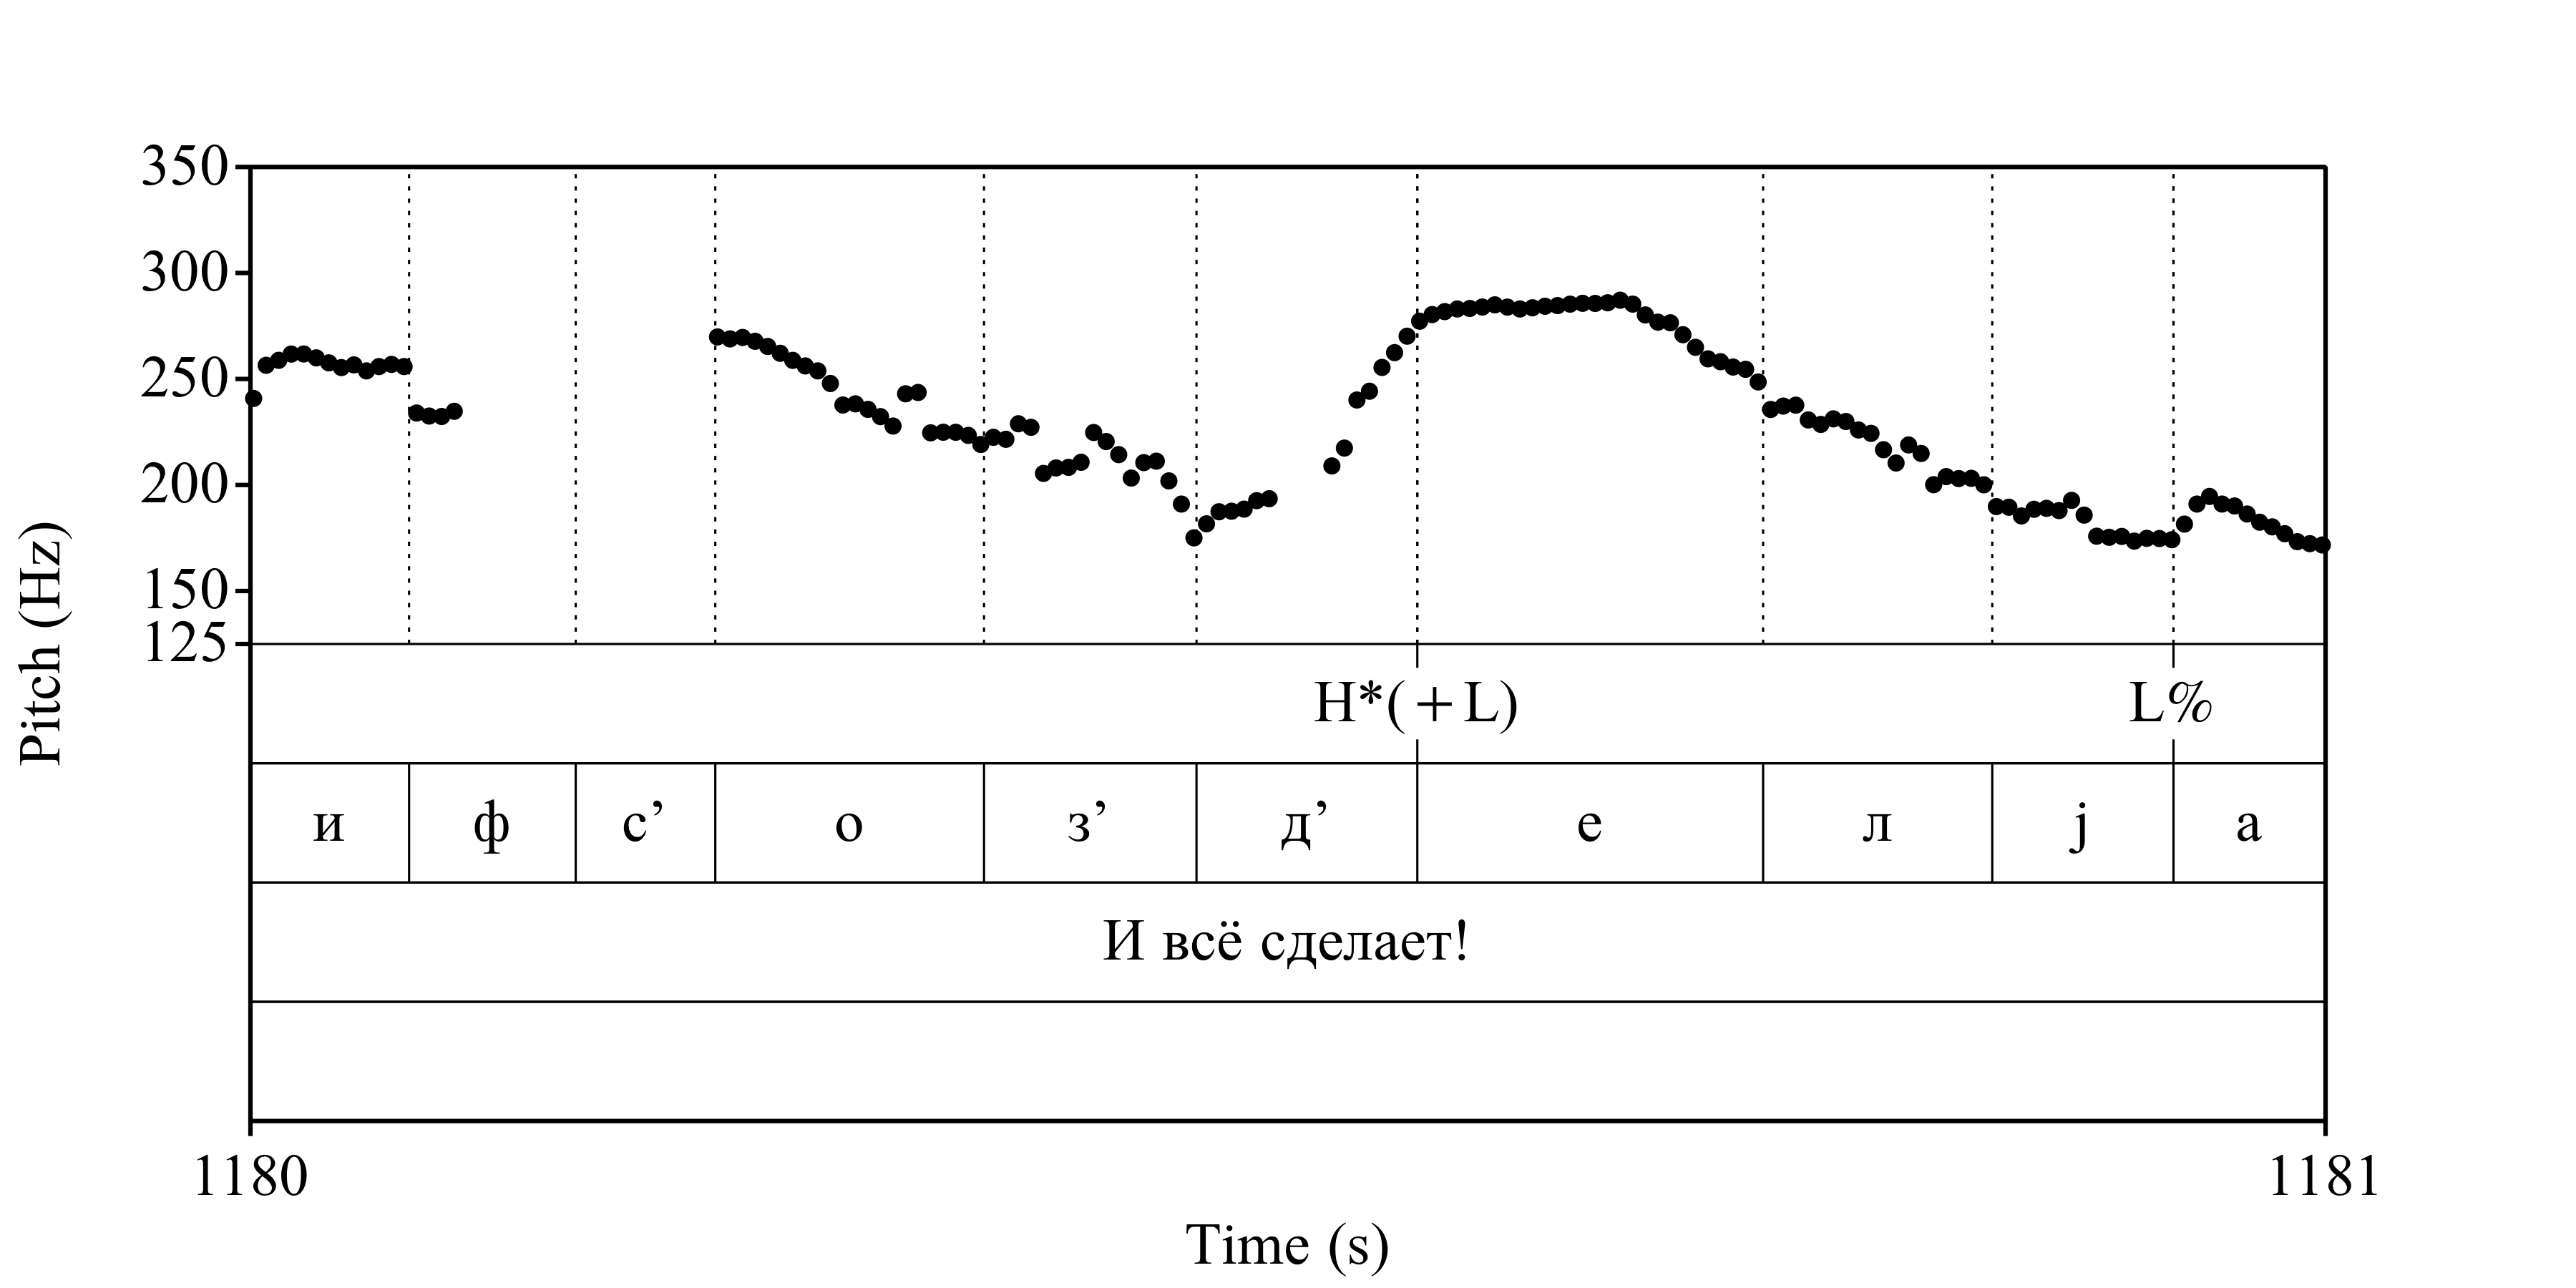 350
300
250
200
150
125
Pitch (Hz)
H*(+L) L%
и ф с’ о з’ д’ е л j а
И всё сделает!
1180 1181
Time (s)